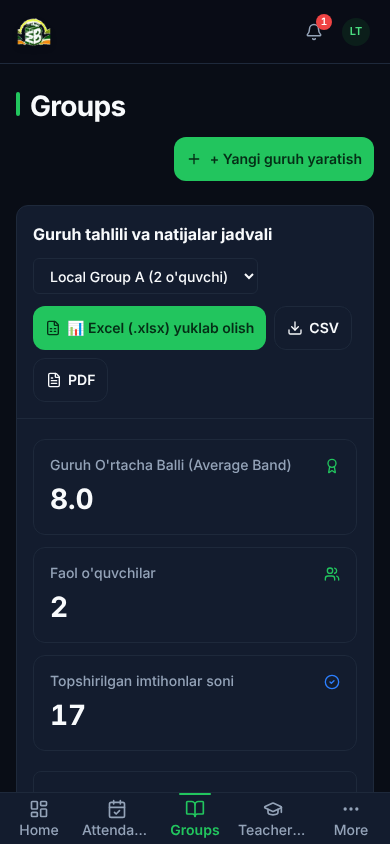 1
LT
Groups
+ Yangi guruh yaratish
Guruh tahlili va natijalar jadvali
Local Group A (2 o'quvchi)
📊 Excel (.xlsx) yuklab olish
CSV
PDF
Guruh O'rtacha Balli (Average Band)
8.0
Faol o'quvchilar
2
Topshirilgan imtihonlar soni
17
Home
Attenda...
Groups
Teacher...
More